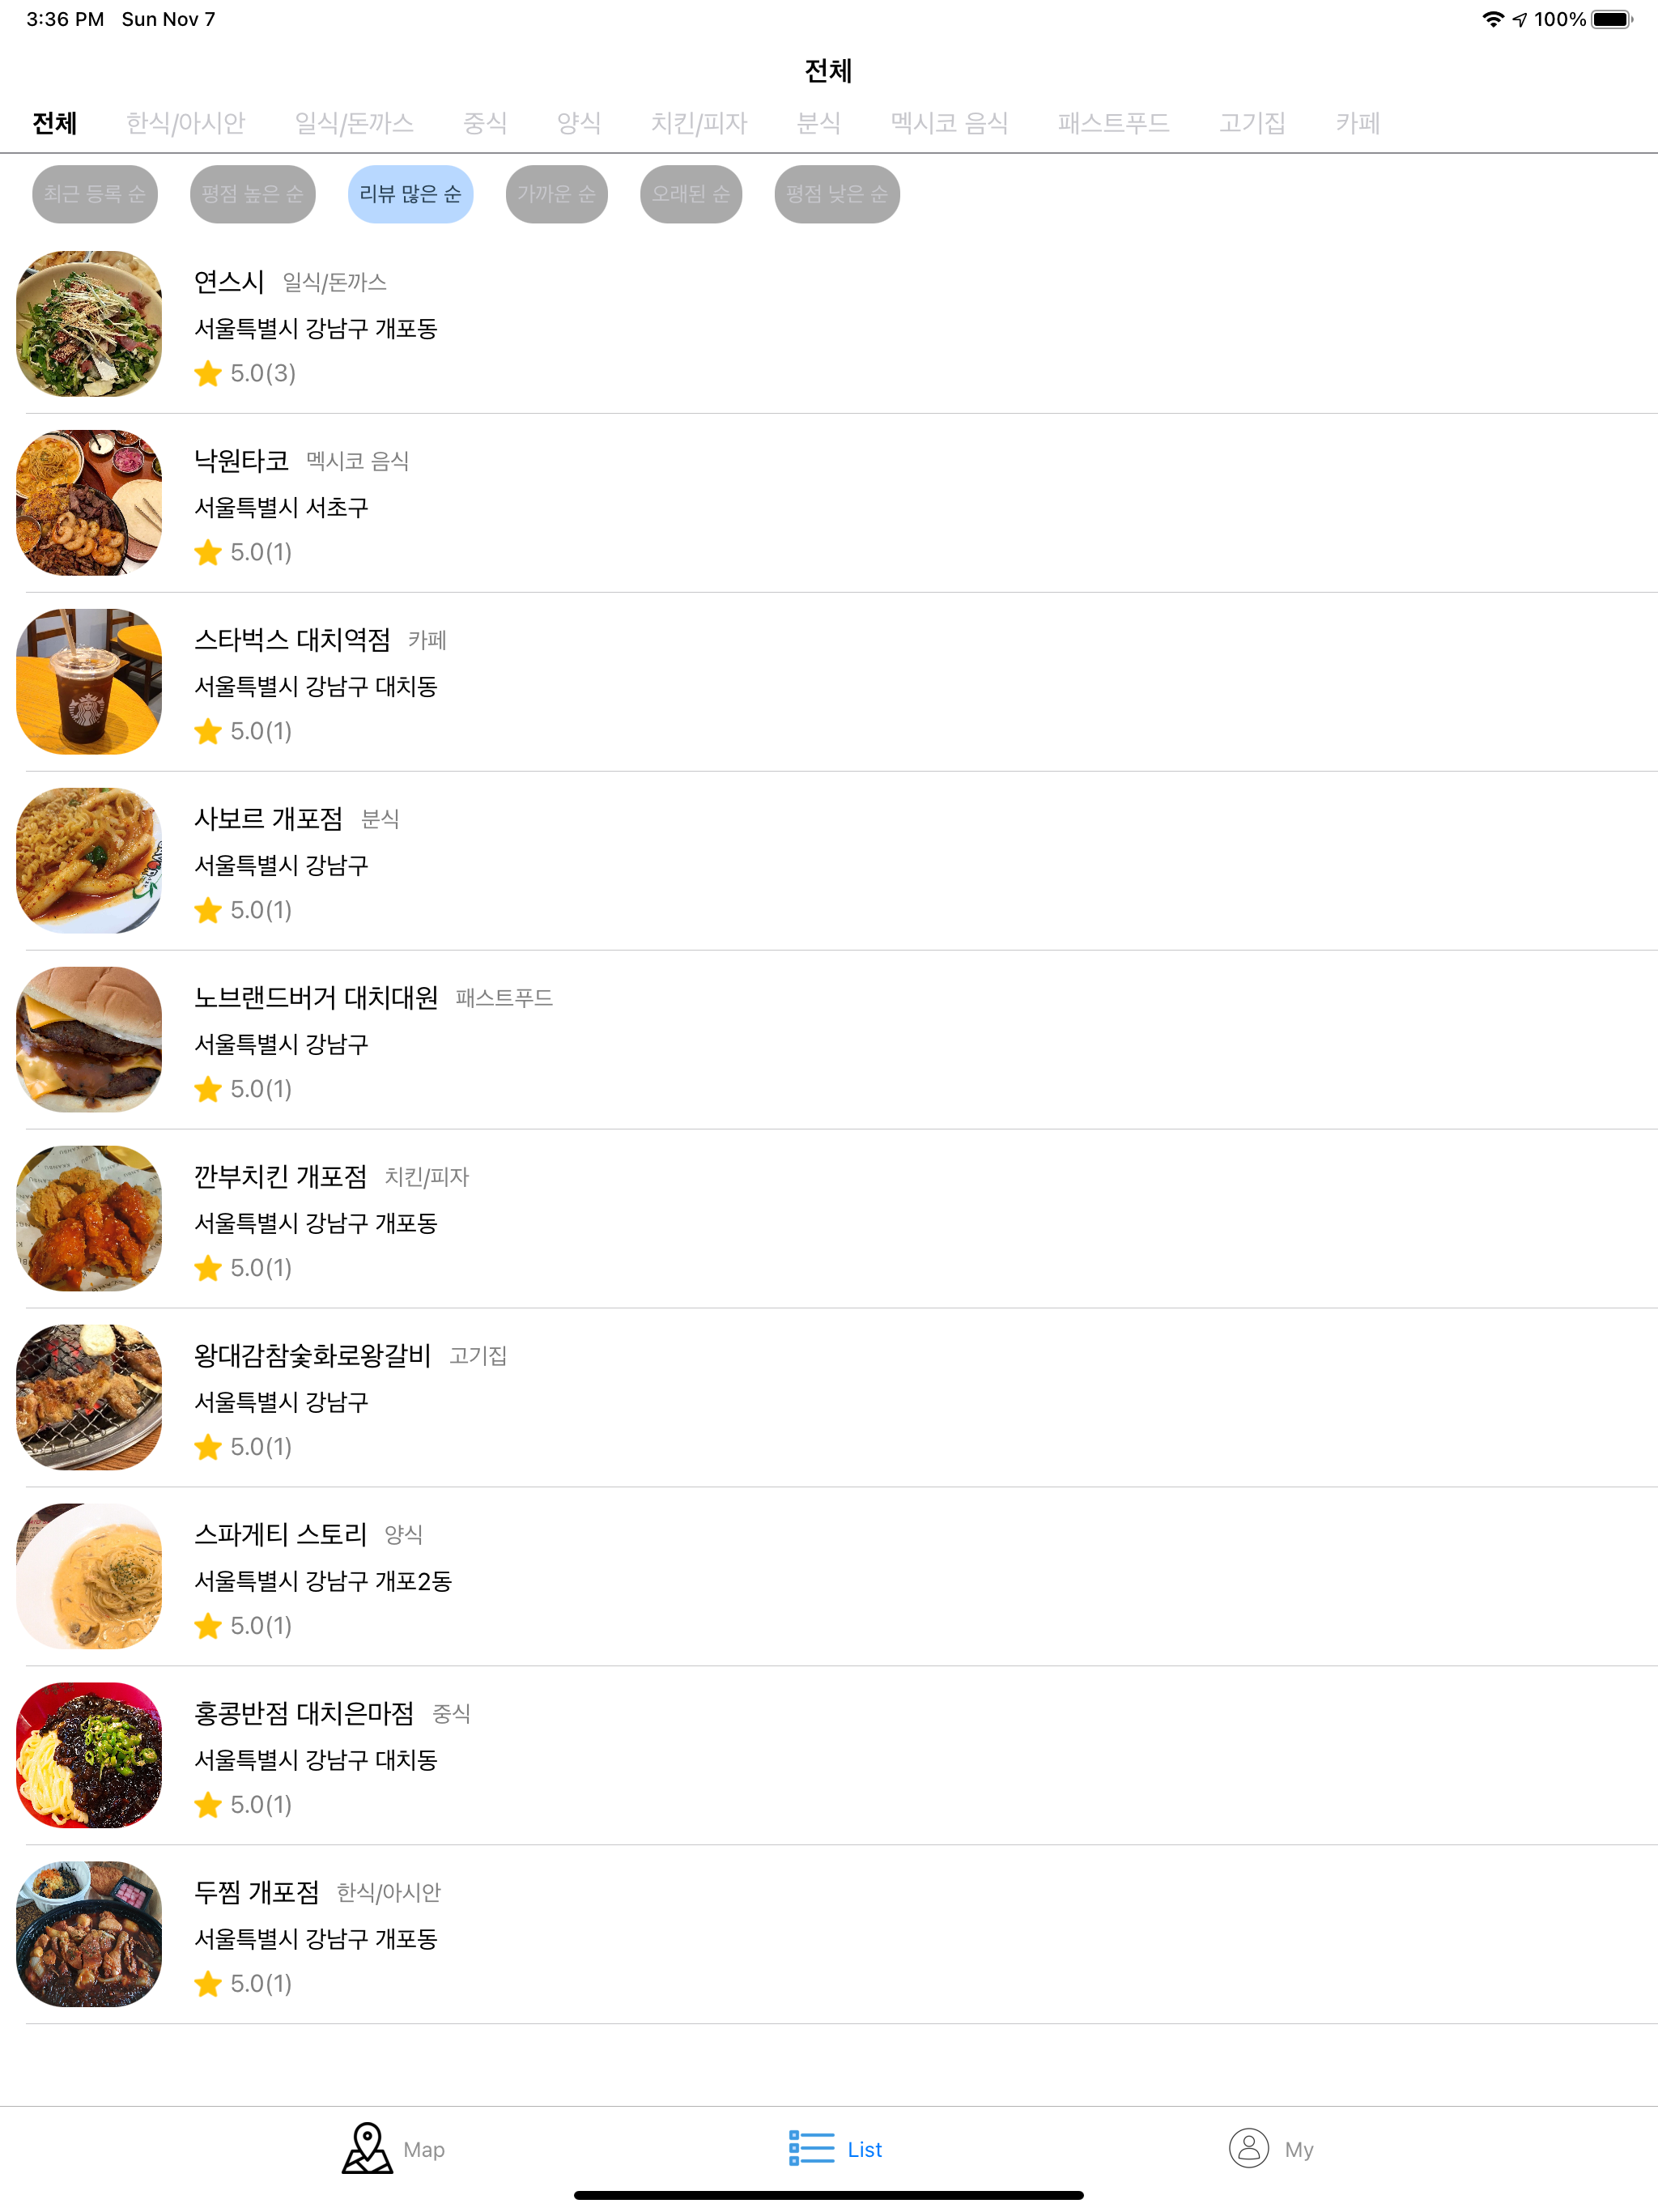 3:36 PM Sun Nov 7 100%
전체
전체 한식/아시안 일식/돈까스 중식 양식 치킨/피자 분식 멕시코 음식 패스트푸드 고기집 카페
최근 등록 순 평점 높은 순 리뷰 많은 순 가까운 순 오래된 순 평점 낮은 순
연스시 일식/돈까스
서울특별시 강남구 개포동
5.0(3)
낙원타코 멕시코 음식
서울특별시 서초구
5.0(1)
스타벅스 대치역점 카페
서울특별시 강남구 대치동
5.0(1)
사보르 개포점 분식
서울특별시 강남구
5.0(1)
노브랜드버거 대치대원 패스트푸드
서울특별시 강남구
5.0(1)
깐부치킨 개포점 치킨/피자
서울특별시 강남구 개포동
5.0(1)
왕대감참숯화로왕갈비 고기집
서울특별시 강남구
5.0(1)
스파게티 스토리 양식
서울특별시 강남구 개포2동
5.0(1)
홍콩반점 대치은마점 중식
서울특별시 강남구 대치동
5.0(1)
두찜 개포점 한식/아시안
서울특별시 강남구 개포동
5.0(1)
Map List My